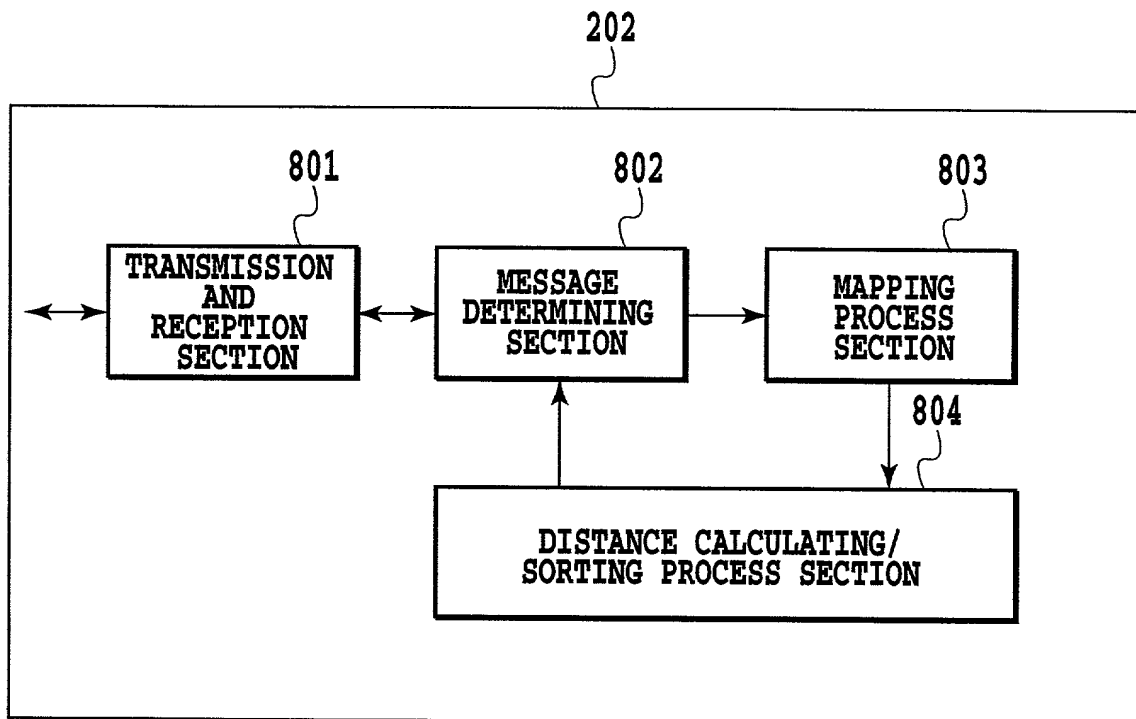 202
801
802
803
TRANSMISSION
AND
RECEPTION
SECTION
MESSAGE
DETERMINING
SECTION
MAPPING
PROCESS
SECTION
804
DISTANCE CALCULATING/
SORTING PROCESS SECTION